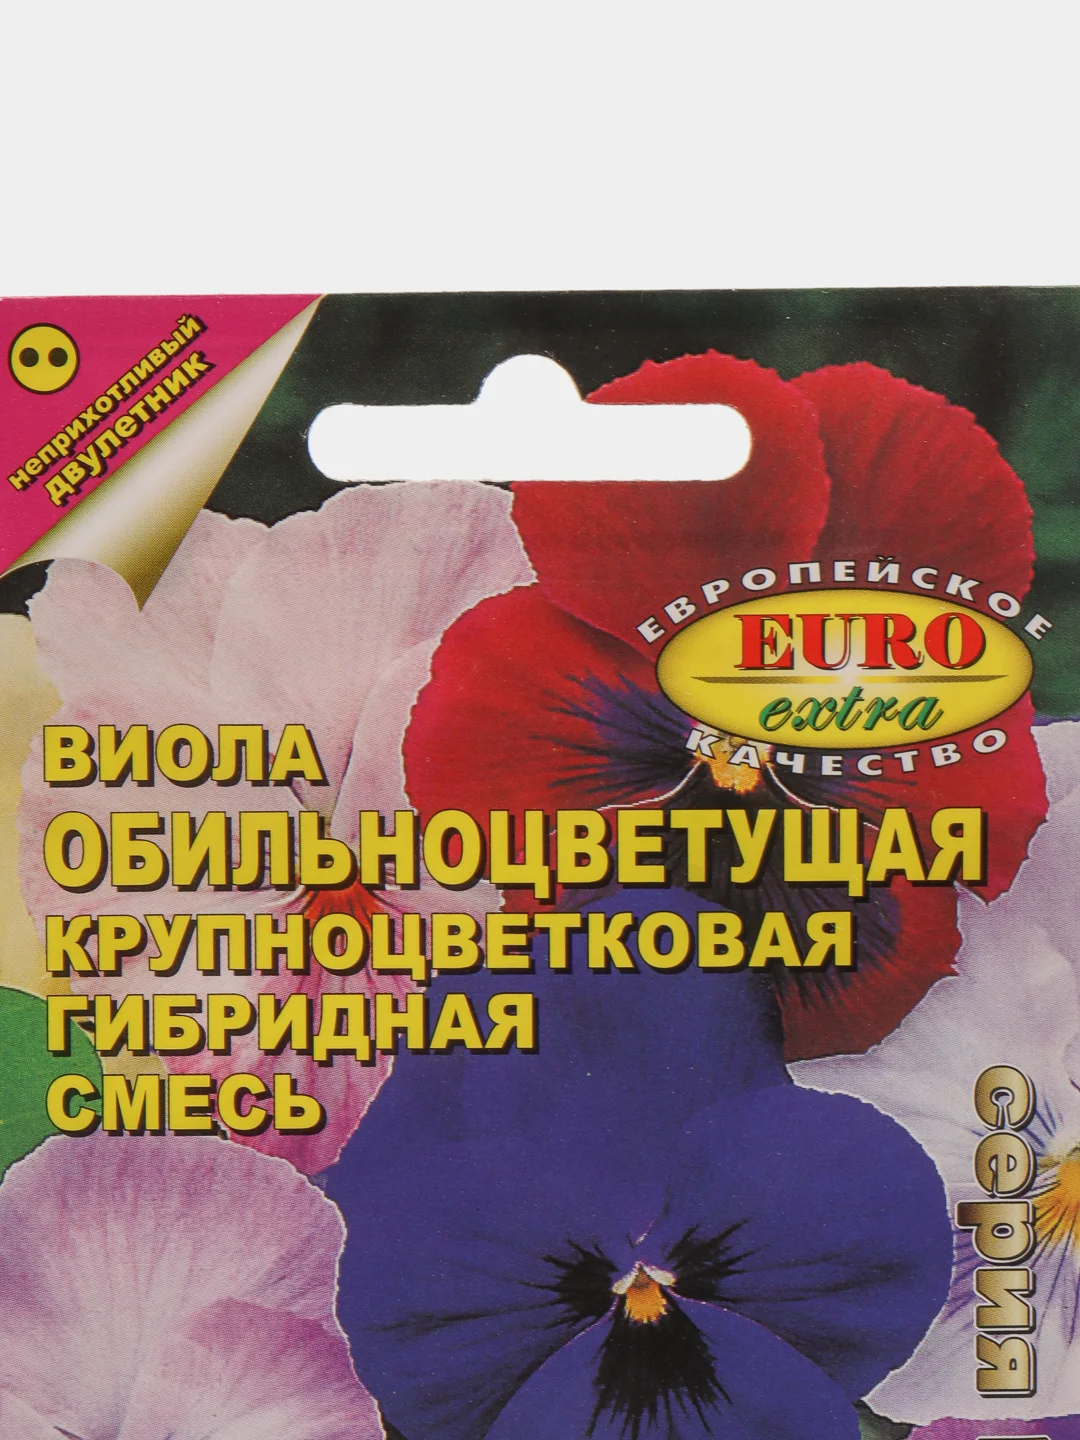 неприхотливый
двулетник
ЕВРОПЕЙСКОЕ
EURO
extra
КАЧЕСТВО
ВИОЛА
ОБИЛЬНОЦВЕТУЩАЯ
КРУПНОЦВЕТКОВАЯ
ГИБРИДНАЯ
СМЕСЬ
серия